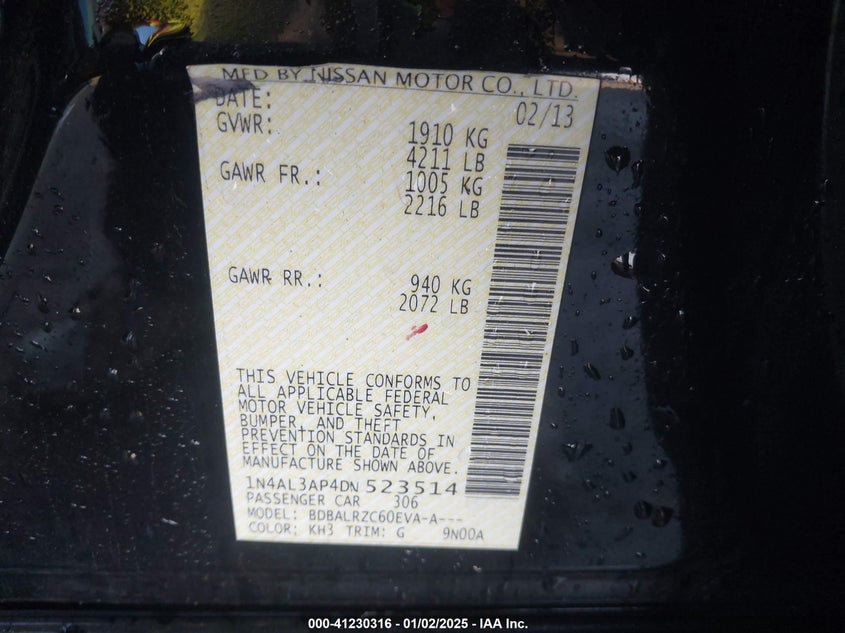 MFD BY NISSAN MOTOR CO., LTD.
DATE: 02/13
GVWR: 1910 KG
4211 LB
GAWR FR.: 1005 KG
2216 LB
GAWR RR.: 940 KG
2072 LB
THIS VEHICLE CONFORMS TO
ALL APPLICABLE FEDERAL
MOTOR VEHICLE SAFETY,
BUMPER, AND THEFT
PREVENTION STANDARDS IN
EFFECT ON THE DATE OF
MANUFACTURE SHOWN ABOVE.
1N4AL3AP4DN 523514
PASSENGER CAR 306
MODEL: BDBALRZC60EVA-A---
COLOR: KH3 TRIM: G 9N00A
000-41230316 - 01/02/2025 - IAA Inc.